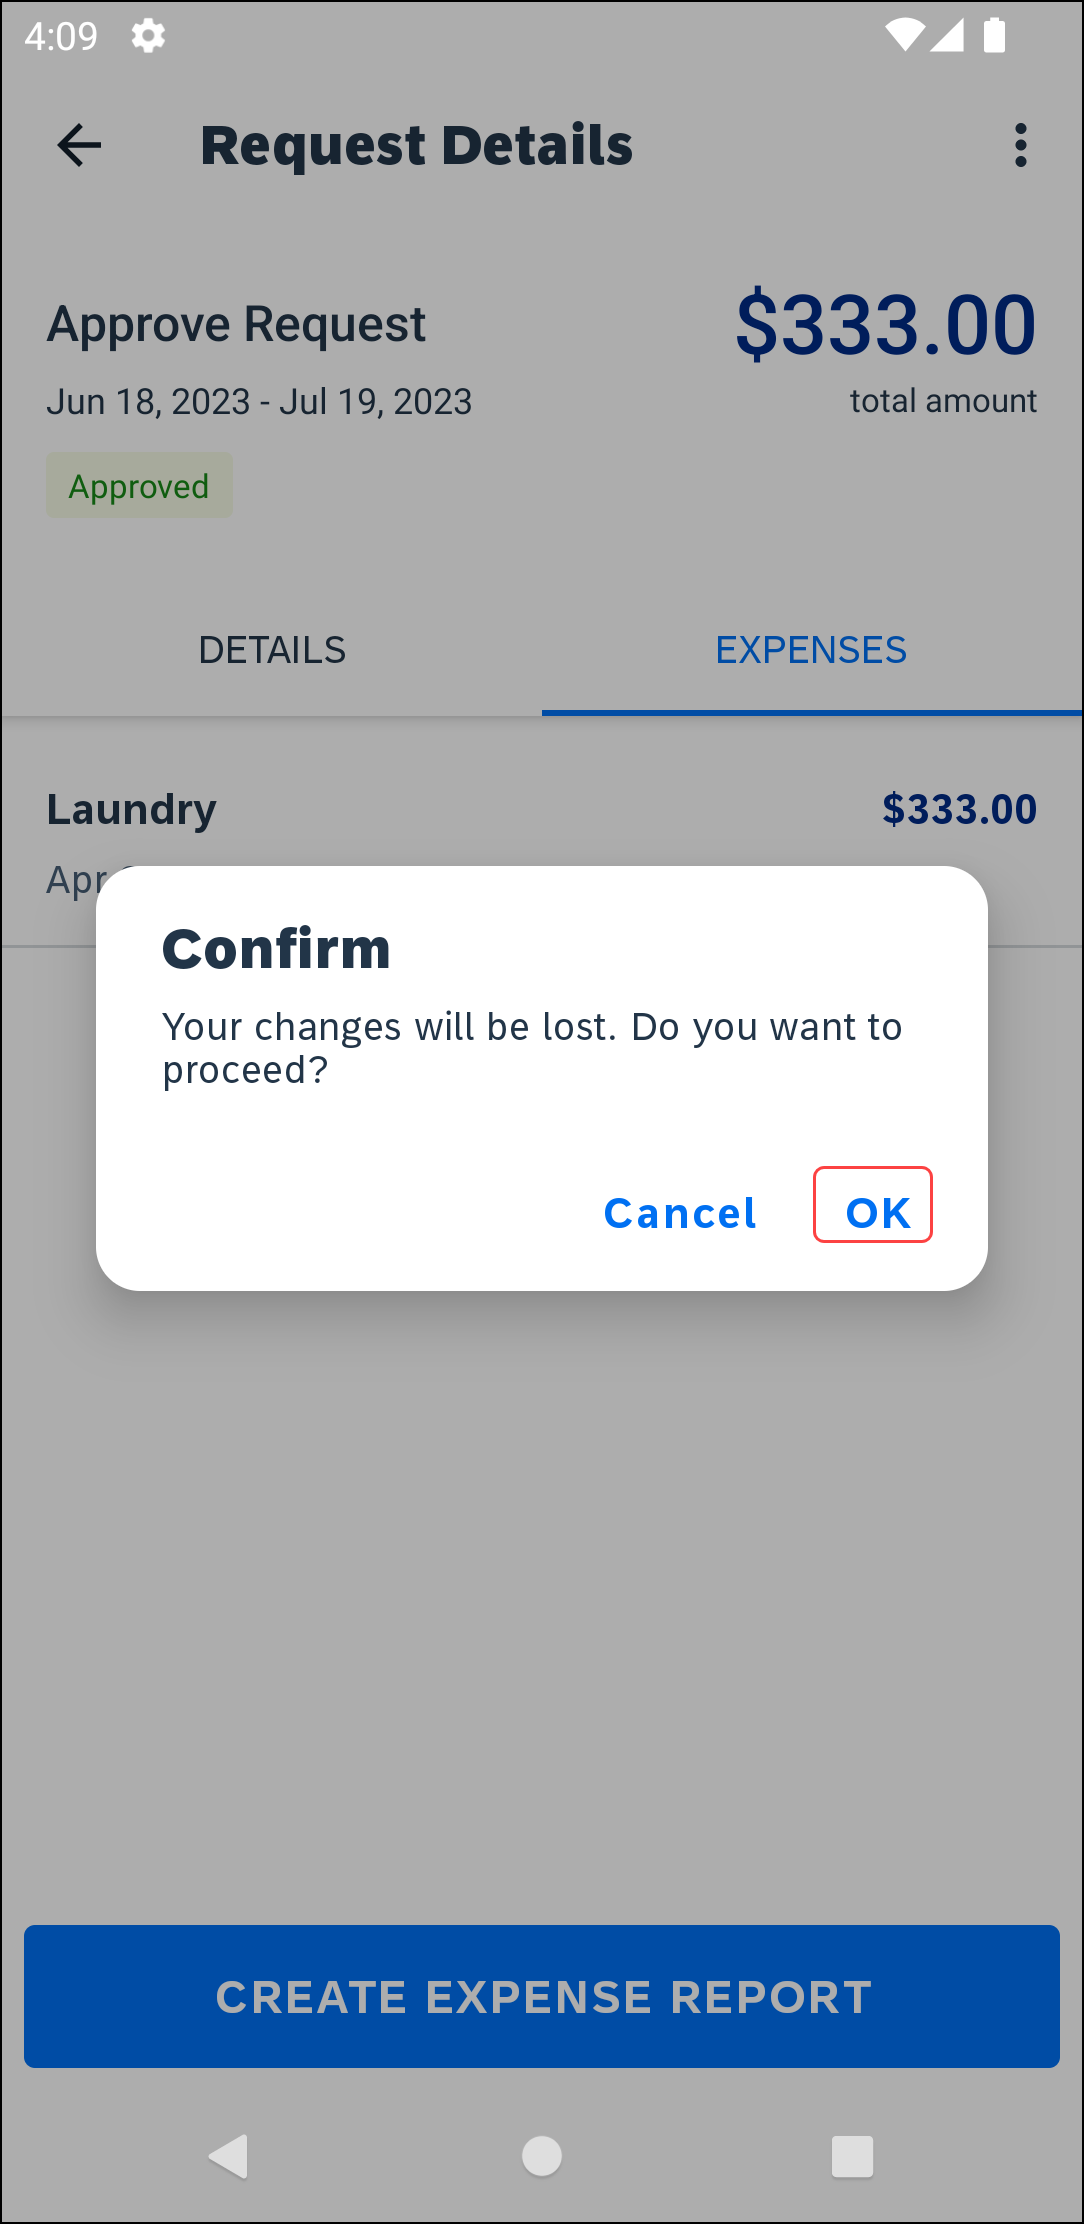 4:09
Request Details
Approve Request
$333.00
Jun 18, 2023 - Jul 19, 2023
total amount
Approved
DETAILS
EXPENSES
Laundry
$333.00
Apr
Confirm
Your changes will be lost. Do you want to
proceed?
Cancel
OK
CREATE EXPENSE REPORT